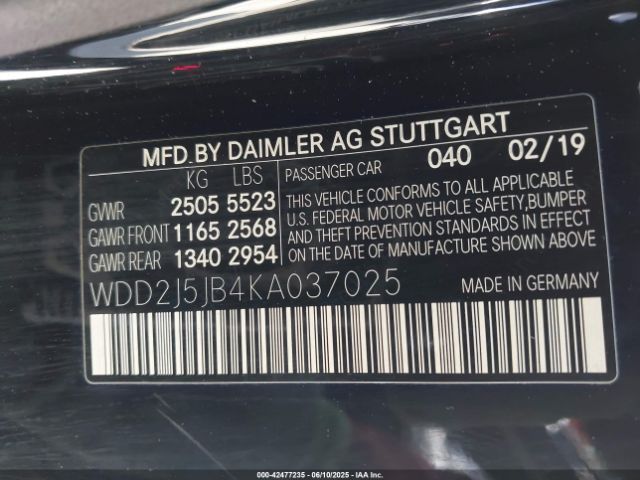 MFD.BY DAIMLER AG STUTTGART
KG LBS
GVWR 2505 5523
GAWR FRONT 1165 2568
GAWR REAR 1340 2954
PASSENGER CAR 040 02/19
THIS VEHICLE CONFORMS TO ALL APPLICABLE
U.S. FEDERAL MOTOR VEHICLE SAFETY,BUMPER
AND THEFT PREVENTION STANDARDS IN EFFECT
ON THE DATE OF MANUFACTURE SHOWN ABOVE.
WDD2J5JB4KA037025 MADE IN GERMANY
000-42477235 - 06/10/2025 - IAA Inc.